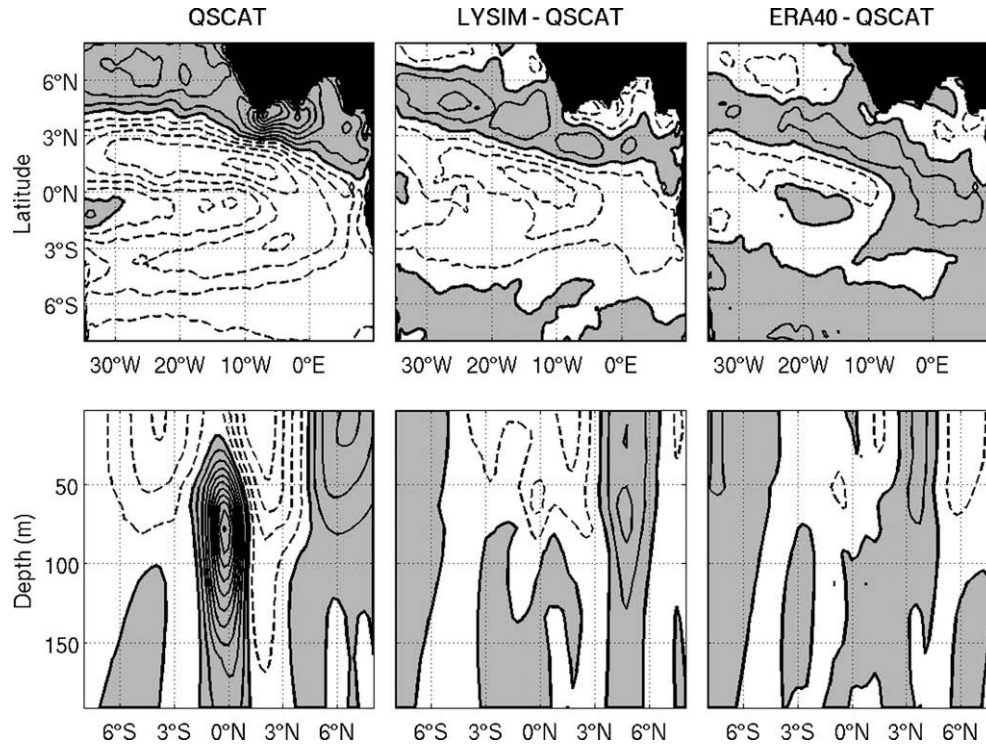 QSCAT LYSIM - QSCAT ERA40 - QSCAT
6°N
3°N
0°N
3°S
6°S
Latitude
30°W 20°W 10°W 0°E 30°W 20°W 10°W 0°E 30°W 20°W 10°W 0°E
50
100
150
Depth (m)
6°S 3°S 0°N 3°N 6°N 6°S 3°S 0°N 3°N 6°N 6°S 3°S 0°N 3°N 6°N